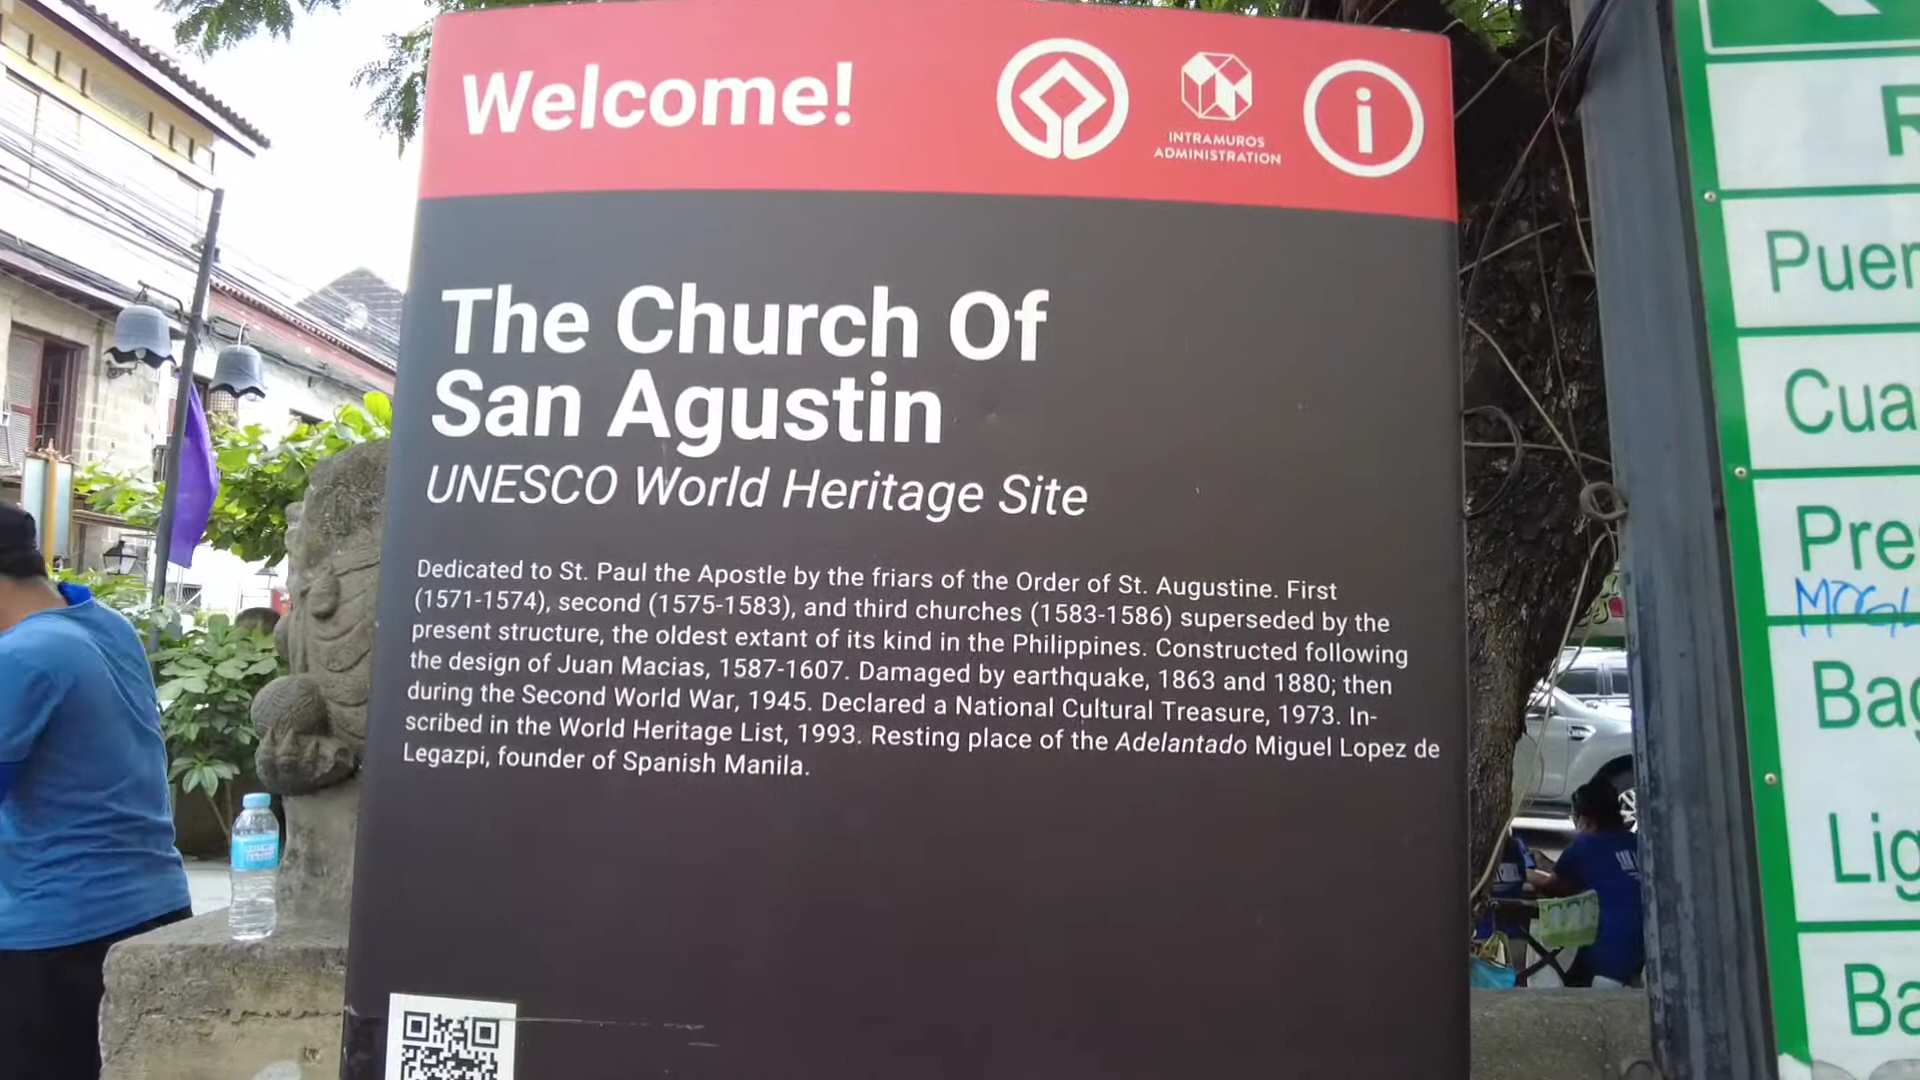 Welcome!
INTRAMUROS
ADMINISTRATION
i
The Church Of
San Agustin
UNESCO World Heritage Site
Dedicated to St. Paul the Apostle by the friars of the Order of St. Augustine. First
(1571-1574), second (1575-1583), and third churches (1583-1586) superseded by the
present structure, the oldest extant of its kind in the Philippines. Constructed following
the design of Juan Macias, 1587-1607. Damaged by earthquake, 1863 and 1880; then
during the Second World War, 1945. Declared a National Cultural Treasure, 1973. In-
scribed in the World Heritage List, 1993. Resting place of the Adelantado Miguel Lopez de
Legazpi, founder of Spanish Manila.
R
Puer
Cua
Pre
Bag
Lig
Ba